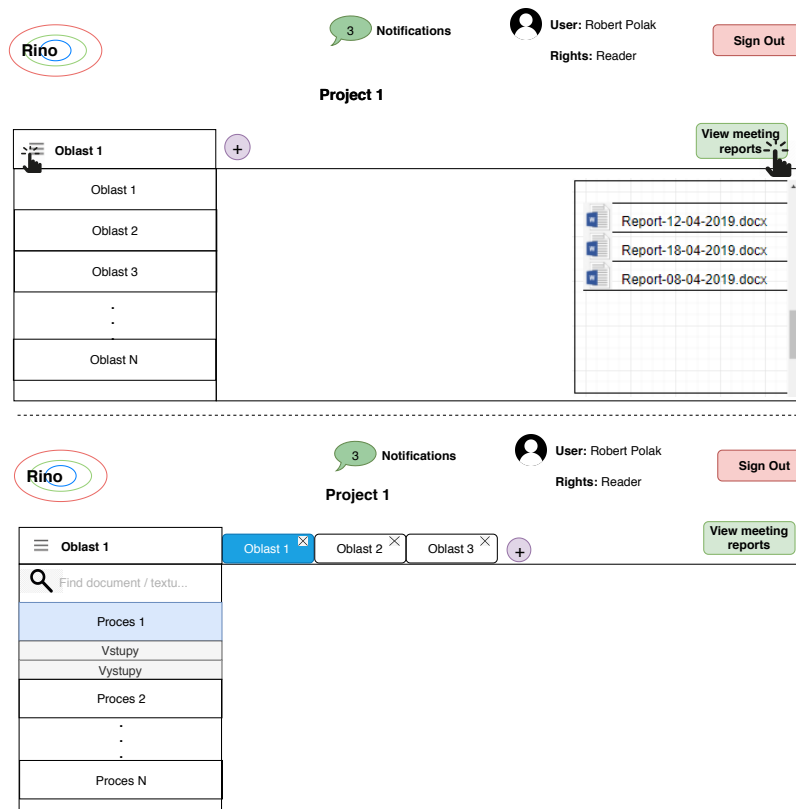 Rino
3
Notifications
User: Robert Polak
Rights: Reader
Sign Out
Project 1
Oblast 1
+
View meeting
reports
Oblast 1
Oblast 2
Oblast 3
.
.
.
Oblast N
Report-12-04-2019.docx
Report-18-04-2019.docx
Report-08-04-2019.docx
Rino
3
Notifications
User: Robert Polak
Rights: Reader
Sign Out
Project 1
Oblast 1
Oblast 1
Oblast 2
Oblast 3
+
View meeting
reports
Find document / textu...
Proces 1
Vstupy
Vystupy
Proces 2
.
.
.
Proces N